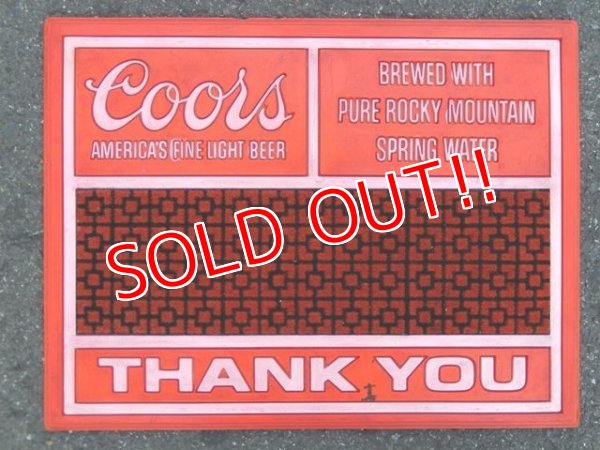 Coors
AMERICA'S FINE LIGHT BEER
BREWED WITH
PURE ROCKY MOUNTAIN
SPRING WATER
SOLD OUT!!
THANK YOU